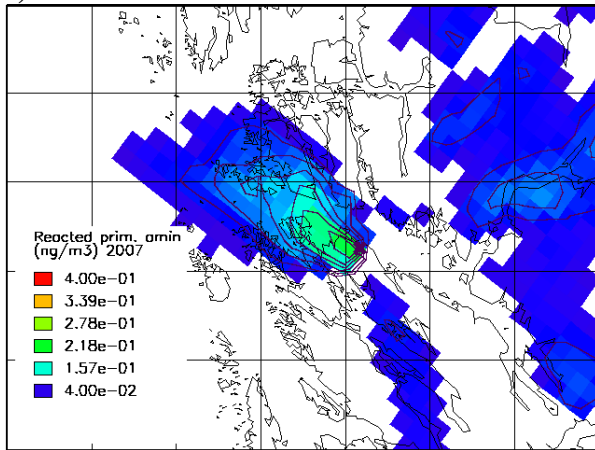 Reacted prim. amin
(ng/m3) 2007
4.00e-01
3.39e-01
2.78e-01
2.18e-01
1.57e-01
4.00e-02